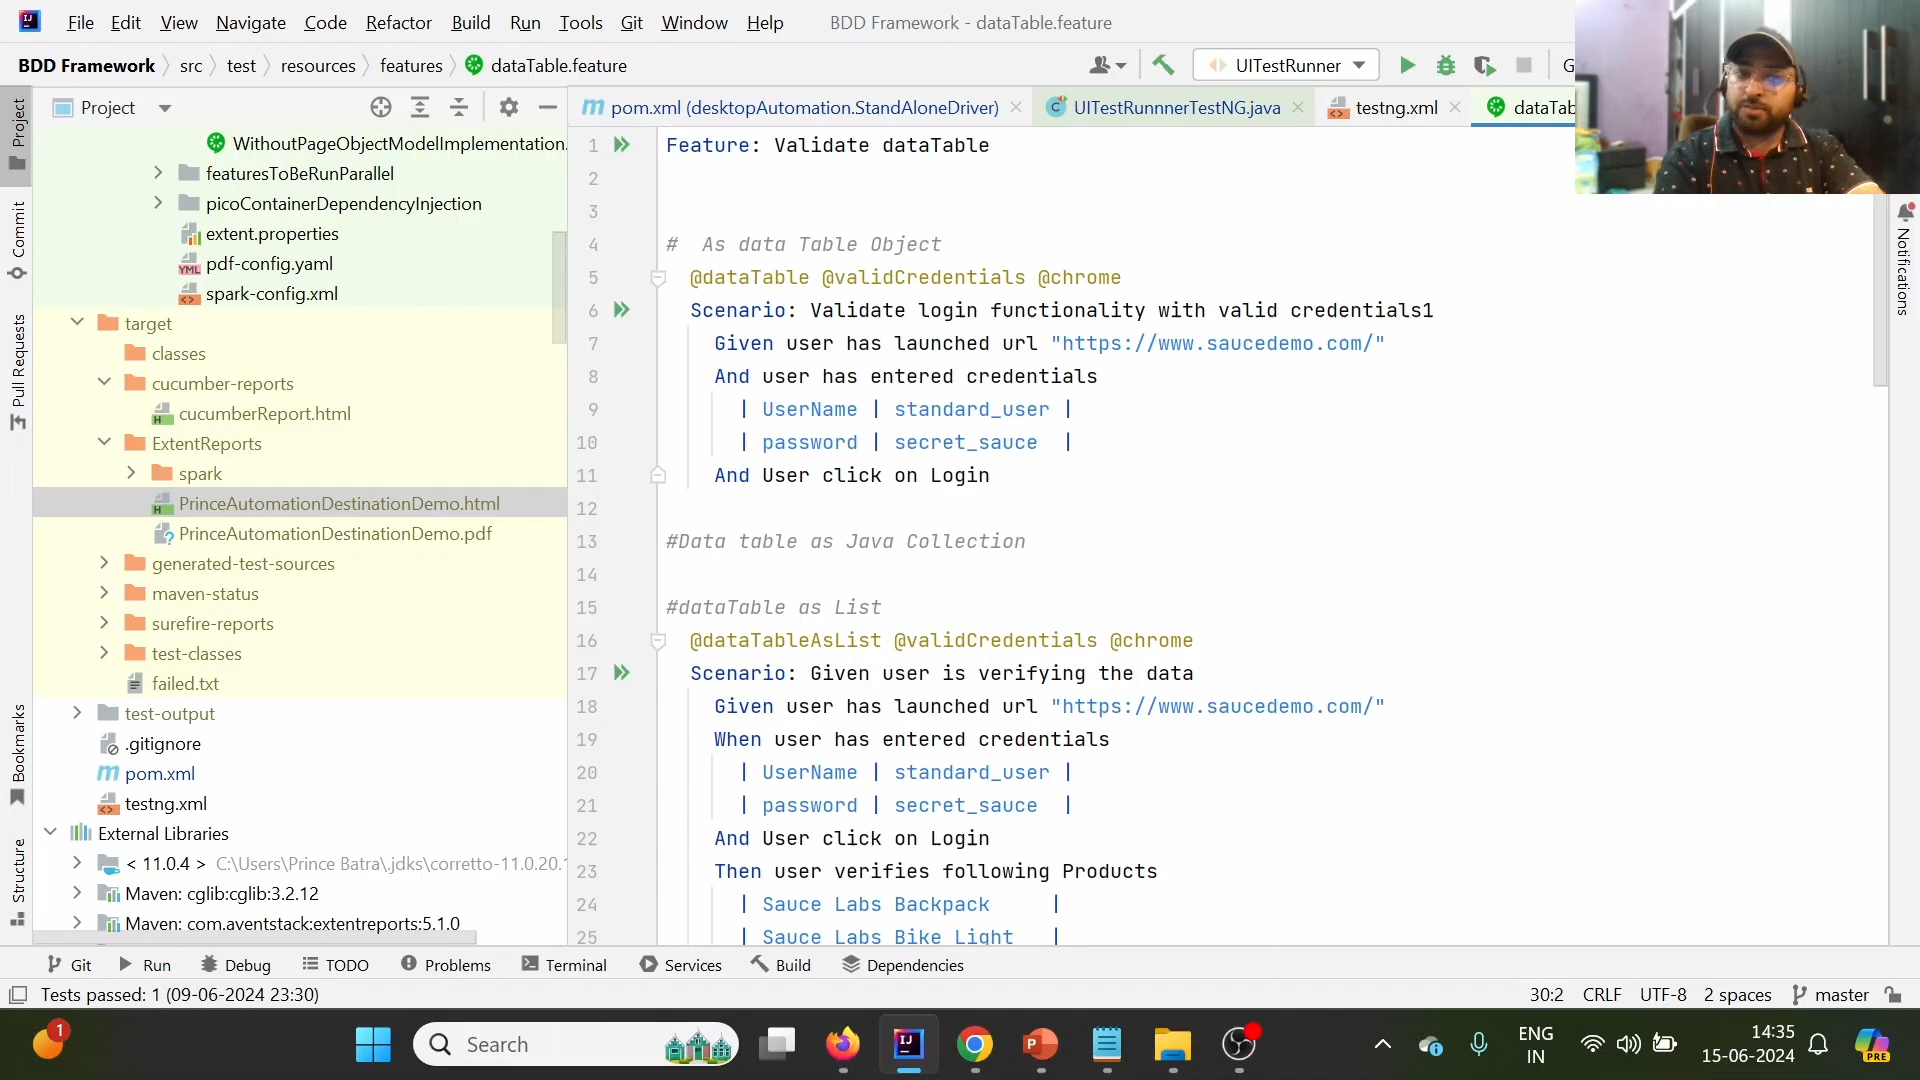 File Edit View Navigate Code Refactor Build Run Tools Git Window Help BDD Framework - dataTable.feature
BDD Framework src test resources features dataTable.feature UITestRunner G
Project
pom.xml (desktopAutomation.StandAloneDriver) UITestRunnnerTestNG.java testng.xml dataTab
Project
Commit
Pull Requests
Bookmarks
Structure
WithoutPageObjectModelImplementation.
featuresToBeRunParallel
picoContainerDependencyInjection
extent.properties
pdf-config.yaml
spark-config.xml
target
classes
cucumber-reports
cucumberReport.html
ExtentReports
spark
PrinceAutomationDestinationDemo.html
PrinceAutomationDestinationDemo.pdf
generated-test-sources
maven-status
surefire-reports
test-classes
failed.txt
test-output
.gitignore
pom.xml
testng.xml
External Libraries
< 11.0.4 > C:\Users\Prince Batra\.jdks\corretto-11.0.20.
Maven: cglib:cglib:3.2.12
Maven: com.aventstack:extentreports:5.1.0
1 Feature: Validate dataTable
2
3
4 # As data Table Object
5 @dataTable @validCredentials @chrome
6 Scenario: Validate login functionality with valid credentials1
7 Given user has launched url "https://www.saucedemo.com/"
8 And user has entered credentials
9 | UserName | standard_user |
10 | password | secret_sauce |
11 And User click on Login
12
13 #Data table as Java Collection
14
15 #dataTable as List
16 @dataTableAsList @validCredentials @chrome
17 Scenario: Given user is verifying the data
18 Given user has launched url "https://www.saucedemo.com/"
19 When user has entered credentials
20 | UserName | standard_user |
21 | password | secret_sauce |
22 And User click on Login
23 Then user verifies following Products
24 | Sauce Labs Backpack |
25 | Sauce Labs Bike Light |
Notifications
Git Run Debug TODO Problems Terminal Services Build Dependencies
Tests passed: 1 (09-06-2024 23:30) 30:2 CRLF UTF-8 2 spaces master
1 Search ENG 14:35
IN 15-06-2024
PRE